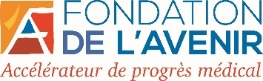 FONDATION
DE L'AVENIR
Accélérateur de progrès médical